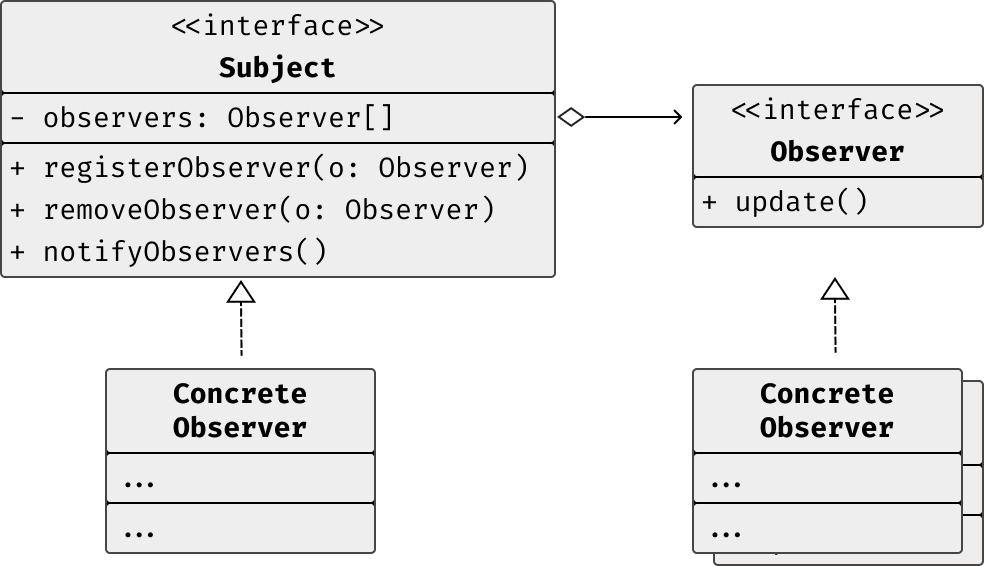 <<interface>>
Subject
- observers: Observer[]
+ registerObserver(o: Observer)
+ removeObserver(o: Observer)
+ notifyObservers()
<<interface>>
Observer
+ update()
Concrete
Observer
...
...
Concrete
Observer
...
...